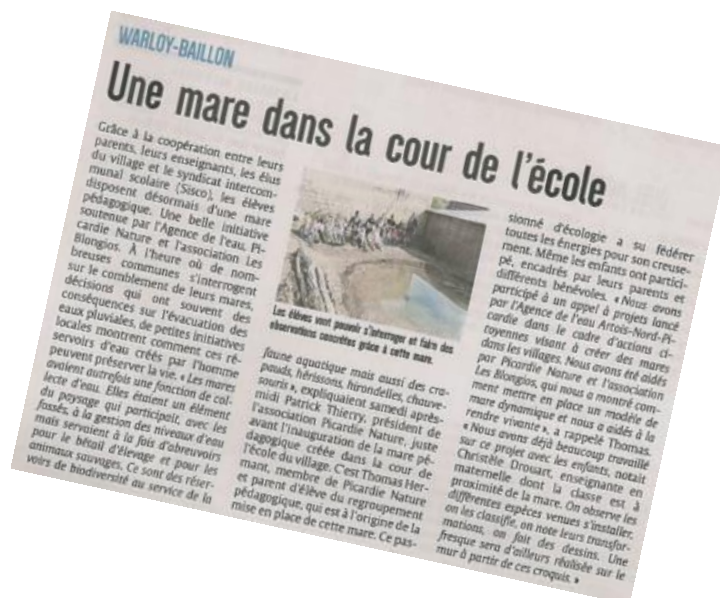 WARLOY-BAILLON
Une mare dans la cour de l'école
Grâce à la coopération entre leurs
parents, leurs enseignants, les élus
du village et le syndicat intercom-
munal scolaire (Sisco), les élèves
disposent désormais d'une mare
pédagogique. Une belle initiative
soutenue par l'Agence de l'eau, Pi-
cardie Nature et l'association Les
Blongios. À l'heure où de nom-
breuses communes s'interrogent
sur le comblement de leurs mares,
décisions qui ont souvent des
conséquences sur l'évacuation des
eaux pluviales, de petites initiatives
locales montrent comment ces ré-
servoirs d'eau créés par l'homme
peuvent préserver la vie. « Les mares
avaient autrefois une fonction de col-
lecte d'eau. Elles étaient un élément
du paysage qui participait, avec les
fossés, à la gestion des niveaux d'eau
mais servaient à la fois d'abreuvoirs
pour le bétail d'élevage et pour les
animaux sauvages. Ce sont des réser-
voirs de biodiversité au service de la
Les élèves vont pouvoir s'interroger et faire des
observations concrètes grâce à cette mare.
faune aquatique mais aussi des cra-
pauds, hérissons, hirondelles, chauve-
souris », expliquaient samedi après-
midi Patrick Thierry, président de
l'association Picardie Nature, juste
avant l'inauguration de la mare pé-
dagogique créée dans la cour de
l'école du village. C'est Thomas Her-
mant, membre de Picardie Nature
et parent d'élève du regroupement
pédagogique, qui est à l'origine de la
mise en place de cette mare. Ce pas-
sionné d'écologie a su fédérer
toutes les énergies pour son creuse-
ment. Même les enfants ont partici-
pé, encadrés par leurs parents et
différents bénévoles. « Nous avons
participé à un appel à projets lancé
par l'Agence de l'eau Artois-Nord-Pi-
cardie dans le cadre d'actions ci-
toyennes visant à créer des mares
dans les villages. Nous avons été aidés
par Picardie Nature et l'association
Les Blongios, qui nous a montré com-
ment mettre en place un modèle de
mare dynamique et nous a aidés à la
rendre vivante », a rappelé Thomas.
« Nous avons déjà beaucoup travaillé
sur ce projet avec les enfants, notait
Christèle Drouart, enseignante en
maternelle dont la classe est à
proximité de la mare. On observe les
différentes espèces venues s'installer,
on les classifie, on note leurs transfor-
mations, on fait des dessins. Une
fresque sera d'ailleurs réalisée sur le
mur à partir de ces croquis. »